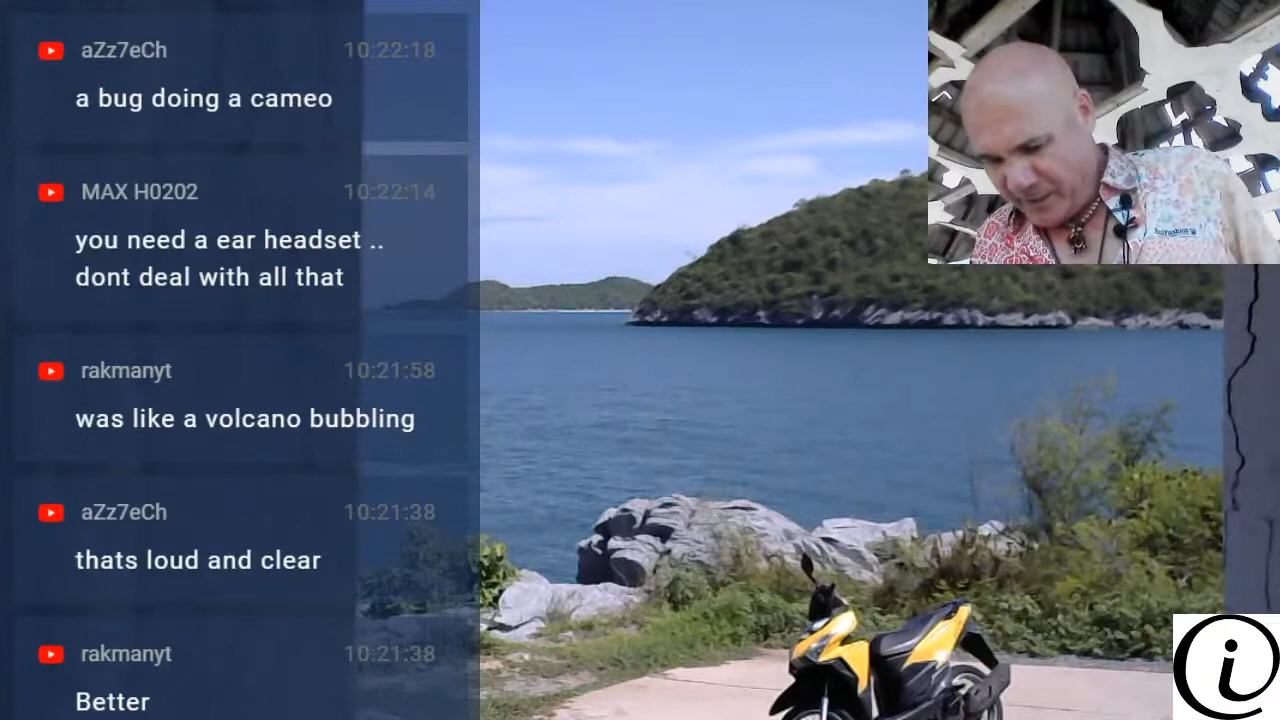 aZz7eCh 10:22:18
a bug doing a cameo
MAX H0202 10:22:14
you need a ear headset ..
dont deal with all that
rakmanyt 10:21:58
was like a volcano bubbling
aZz7eCh 10:21:38
thats loud and clear
rakmanyt 10:21:38
Better
i